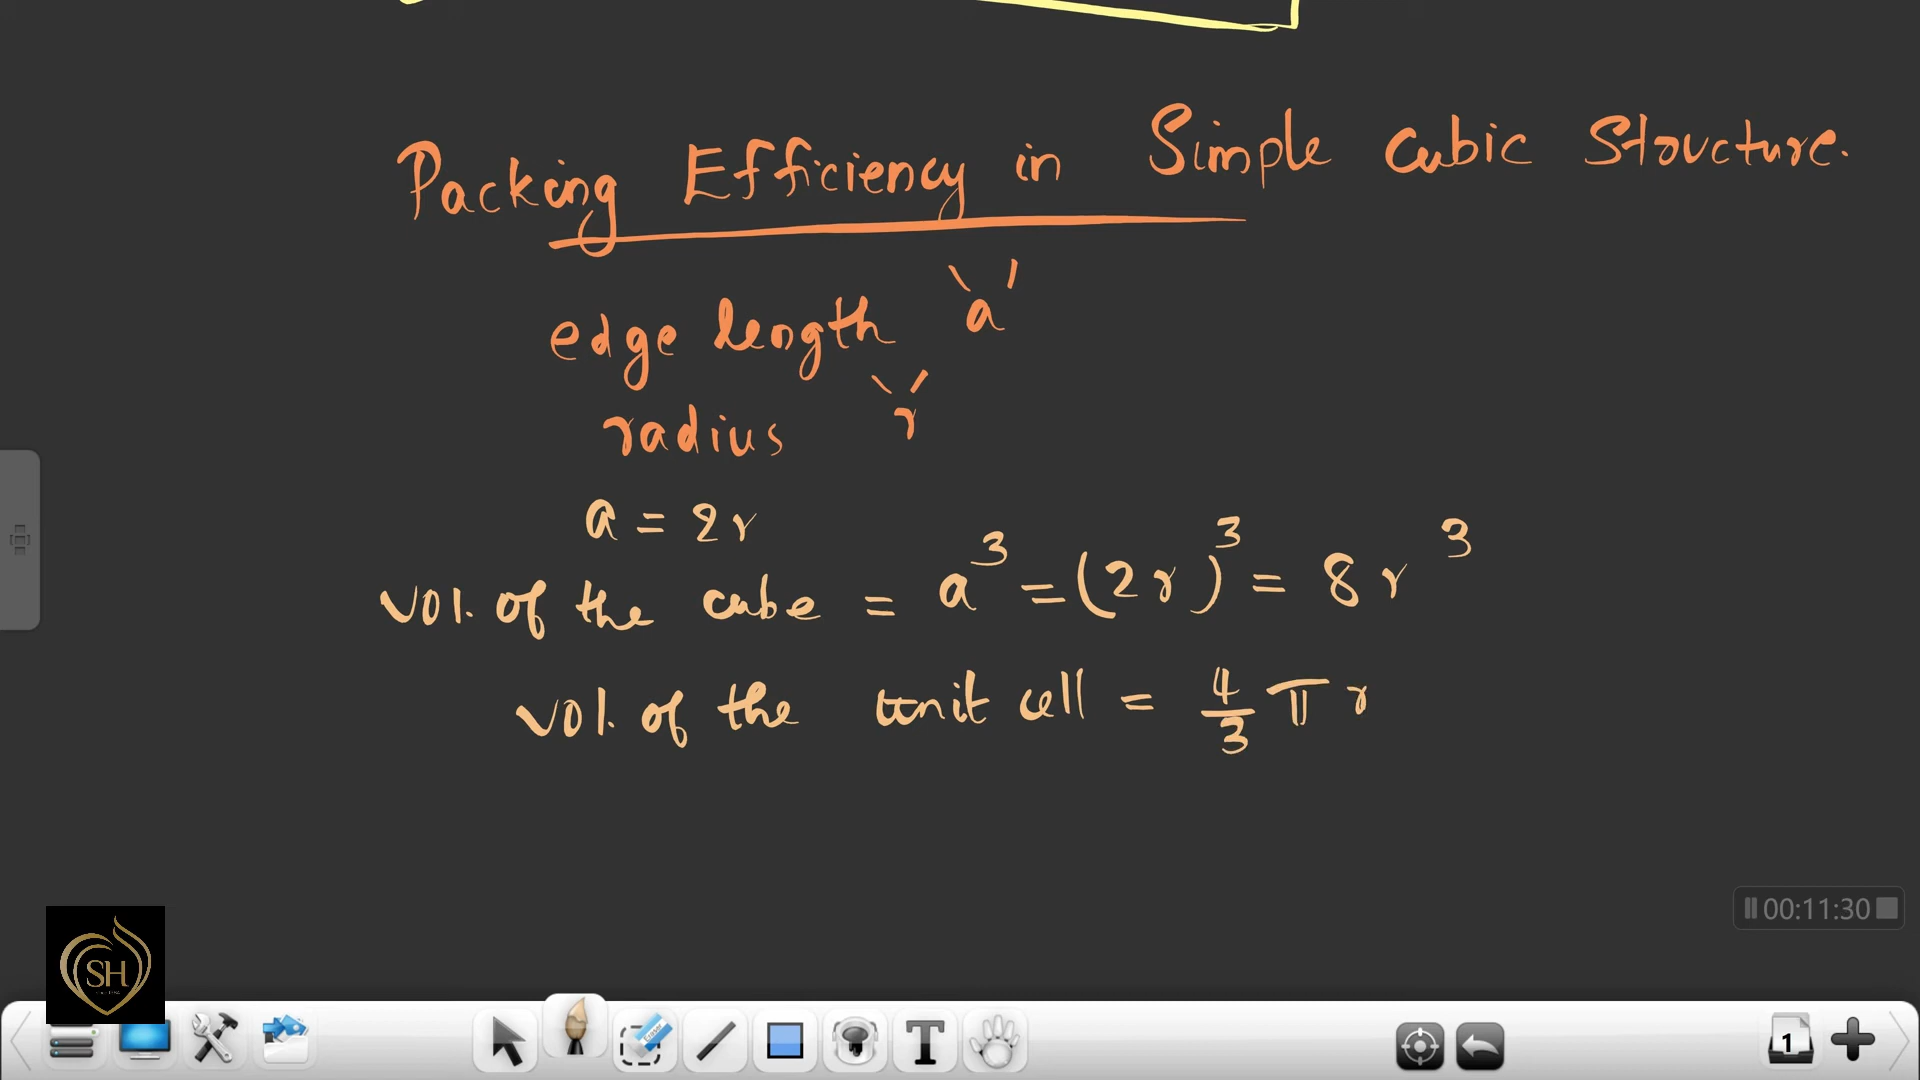 Packing Efficiency in Simple Cubic Structure.
edge length 'a'
radius 'r'
a = 2r
Vol. of the cube = a³ = (2r)³ = 8r³
Vol. of the unit cell = 4/3 π r
00:11:30
SH
eraser
T
1